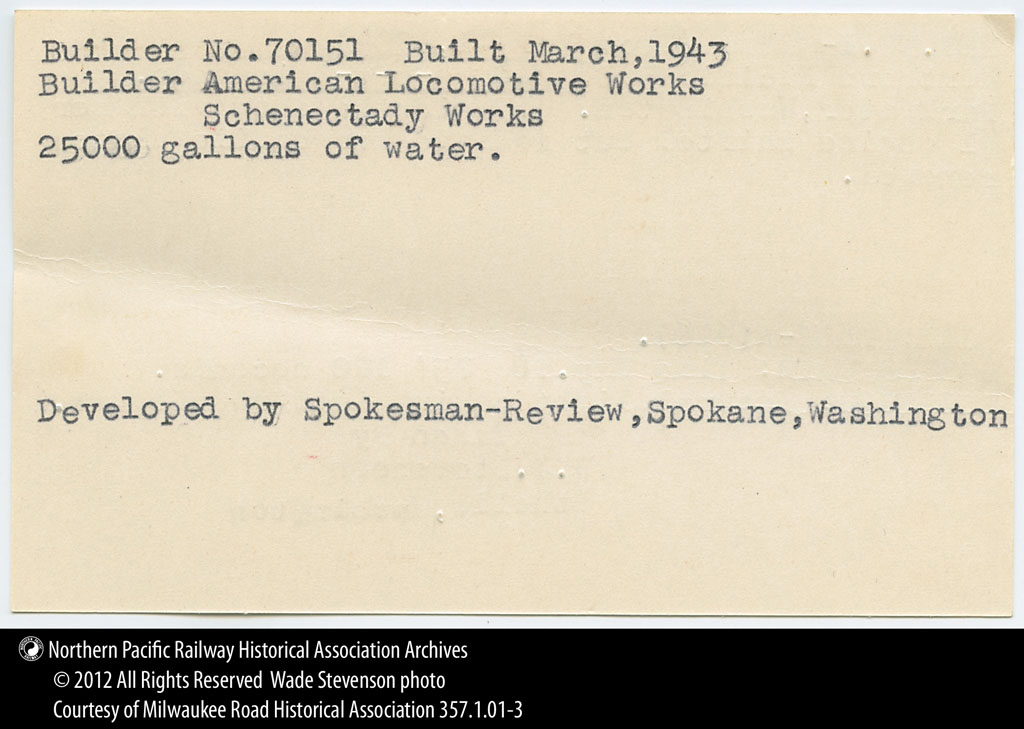 Builder No.70151 Built March,1943
Builder American Locomotive Works
Schenectady Works
25000 gallons of water.
Developed by Spokesman-Review,Spokane,Washington
Northern Pacific Railway Historical Association Archives
© 2012 All Rights Reserved Wade Stevenson photo
Courtesy of Milwaukee Road Historical Association 357.1.01-3